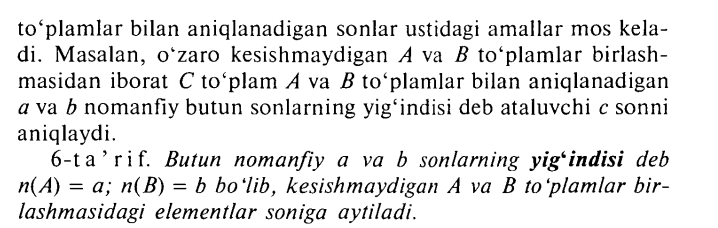 to‘plamlar bilan aniqlanadigan sonlar ustidagi amallar mos kela-
di. Masalan, o‘zaro kesishmaydigan A va B to‘plamlar birlash-
masidan iborat C to‘plam A va B to‘plamlar bilan aniqlanadigan
a va b nomanfiy butun sonlarning yig‘indisi deb ataluvchi c sonni
aniqlaydi.
6-ta’rif. Butun nomanfiy a va b sonlarning yig‘indisi deb
n(A) = a; n(B) = b bo‘lib, kesishmaydigan A va B to‘plamlar bir-
lashmasidagi elementlar soniga aytiladi.